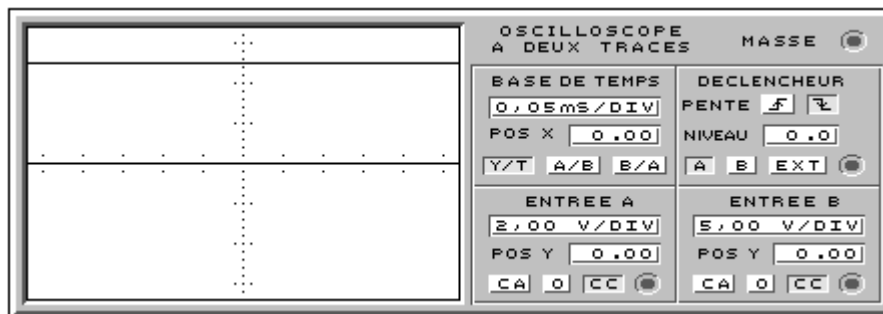 OSCILLOSCOPE
A DEUX TRACES
MASSE
BASE DE TEMPS
0,05mS/DIV
POS X 0.00
Y/T A/B B/A
DECLENCHEUR
PENTE
NIVEAU 0.0
A B EXT
ENTREE A
2,00 V/DIV
POS Y 0.00
CA 0 CC
ENTREE B
5,00 V/DIV
POS Y 0.00
CA 0 CC